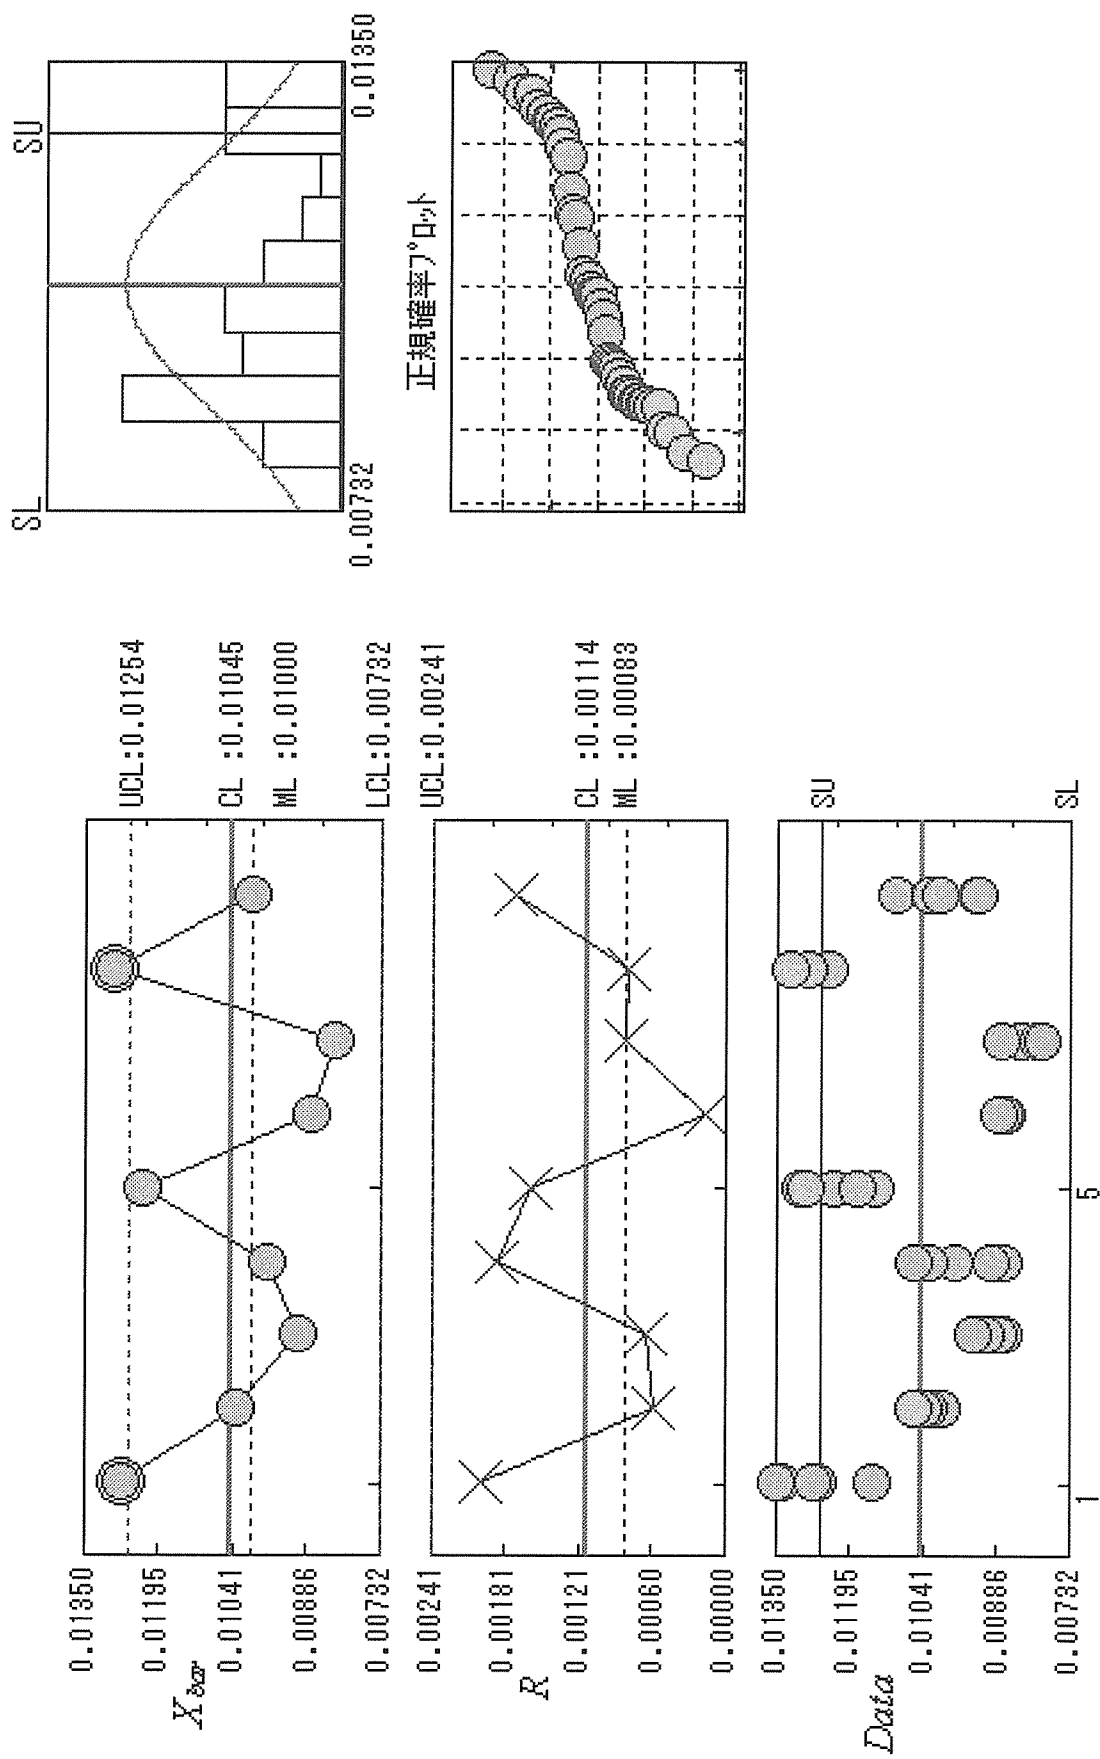 0.01350
0.01195
0.01041
0.00886
0.00732
X bar
UCL:0.01254
CL :0.01045
ML :0.01000
LCL:0.00732
0.00241
0.00181
0.00121
0.00060
0.00000
R
UCL:0.00241
CL :0.00114
ML :0.00083
0.01350
0.01195
0.01041
0.00886
0.00732
Data
SU
SL
1
5
SL
SU
0.00732
0.01350
正規確率プロット